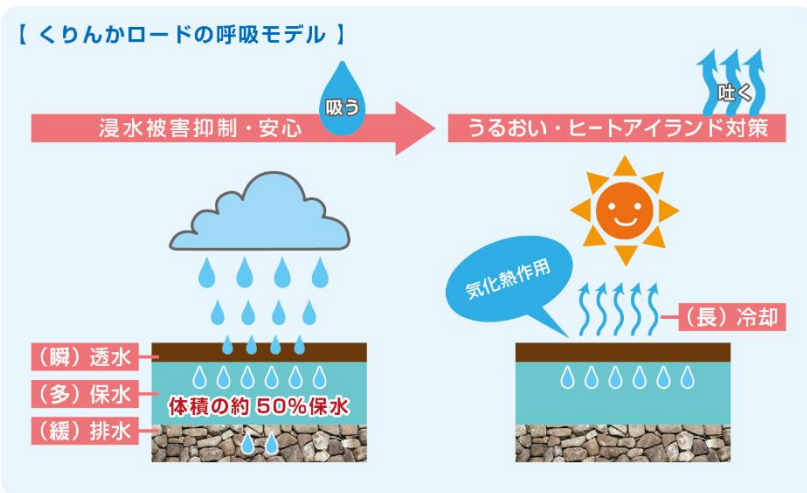 【 くりんかロードの呼吸モデル 】
吸う
浸水被害抑制・安心
吐く
うるおい・ヒートアイランド対策
気化熱作用
（長）冷却
（瞬）透水
（多）保水
体積の約50％保水
（緩）排水